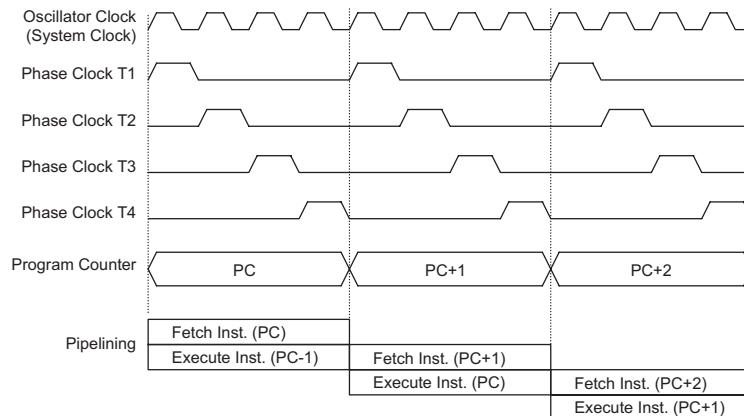 Oscillator Clock
(System Clock)
Phase Clock T1
Phase Clock T2
Phase Clock T3
Phase Clock T4
Program Counter
PC
PC+1
PC+2
Pipelining
Fetch Inst. (PC)
Execute Inst. (PC-1)
Fetch Inst. (PC+1)
Execute Inst. (PC)
Fetch Inst. (PC+2)
Execute Inst. (PC+1)